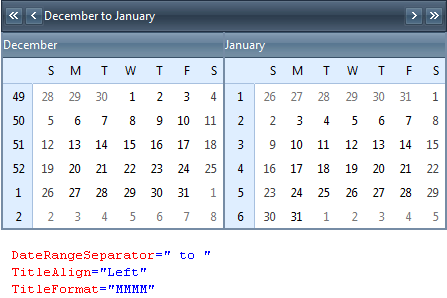 « ‹ December to January › »
December January
S M T W T F S S M T W T F S
49 28 29 30 1 2 3 4 1 26 27 28 29 30 31 1
50 5 6 7 8 9 10 11 2 2 3 4 5 6 7 8
51 12 13 14 15 16 17 18 3 9 10 11 12 13 14 15
52 19 20 21 22 23 24 25 4 16 17 18 19 20 21 22
1 26 27 28 29 30 31 1 5 23 24 25 26 27 28 29
2 2 3 4 5 6 7 8 6 30 31 1 2 3 4 5
DateRangeSeparator=" to "
TitleAlign="Left"
TitleFormat="MMMM"